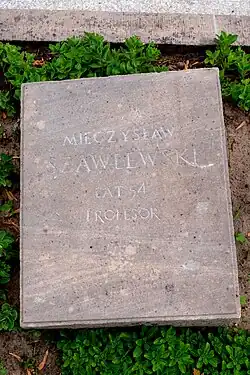 MIECZYSŁAW
SZAWLEWSKI
LAT 54
PROFESOR